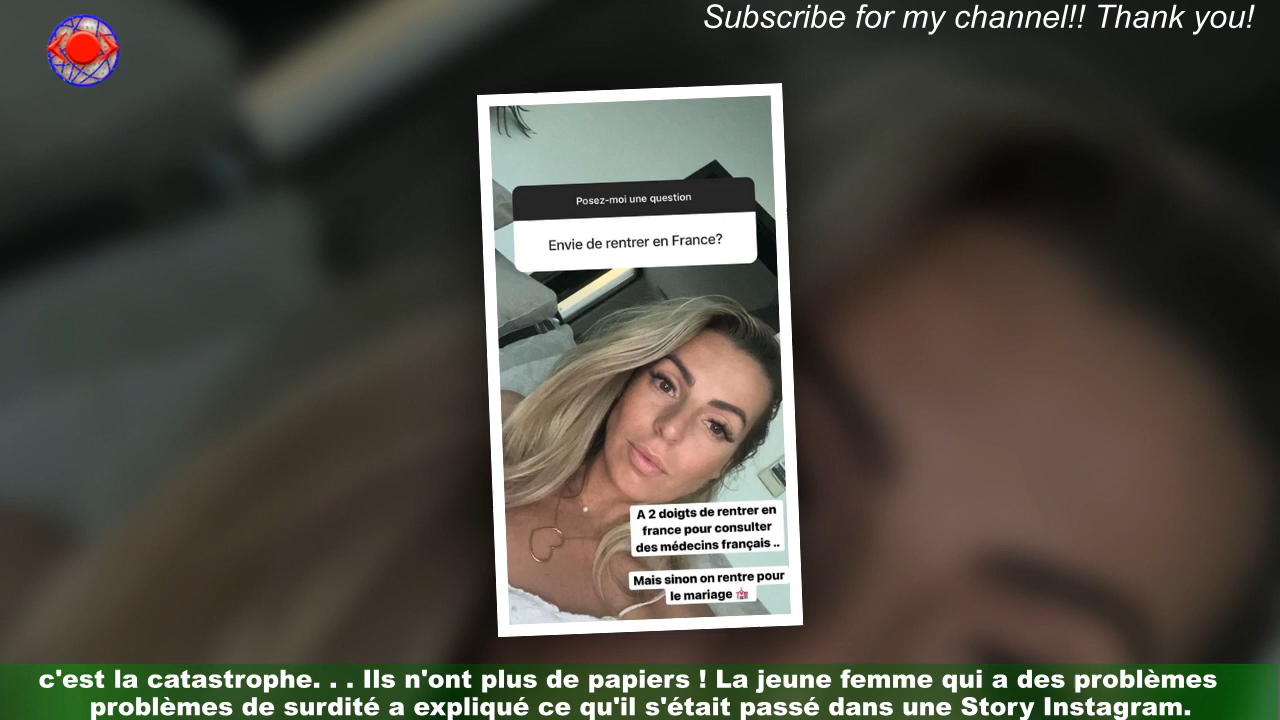 Subscribe for my channel!! Thank you!
Posez-moi une question
Envie de rentrer en France?
A 2 doigts de rentrer en
france pour consulter
des médecins français ..
Mais sinon on rentre pour
le mariage 💒
c'est la catastrophe. . . Ils n'ont plus de papiers ! La jeune femme qui a des problèmes
problèmes de surdité a expliqué ce qu'il s'était passé dans une Story Instagram.